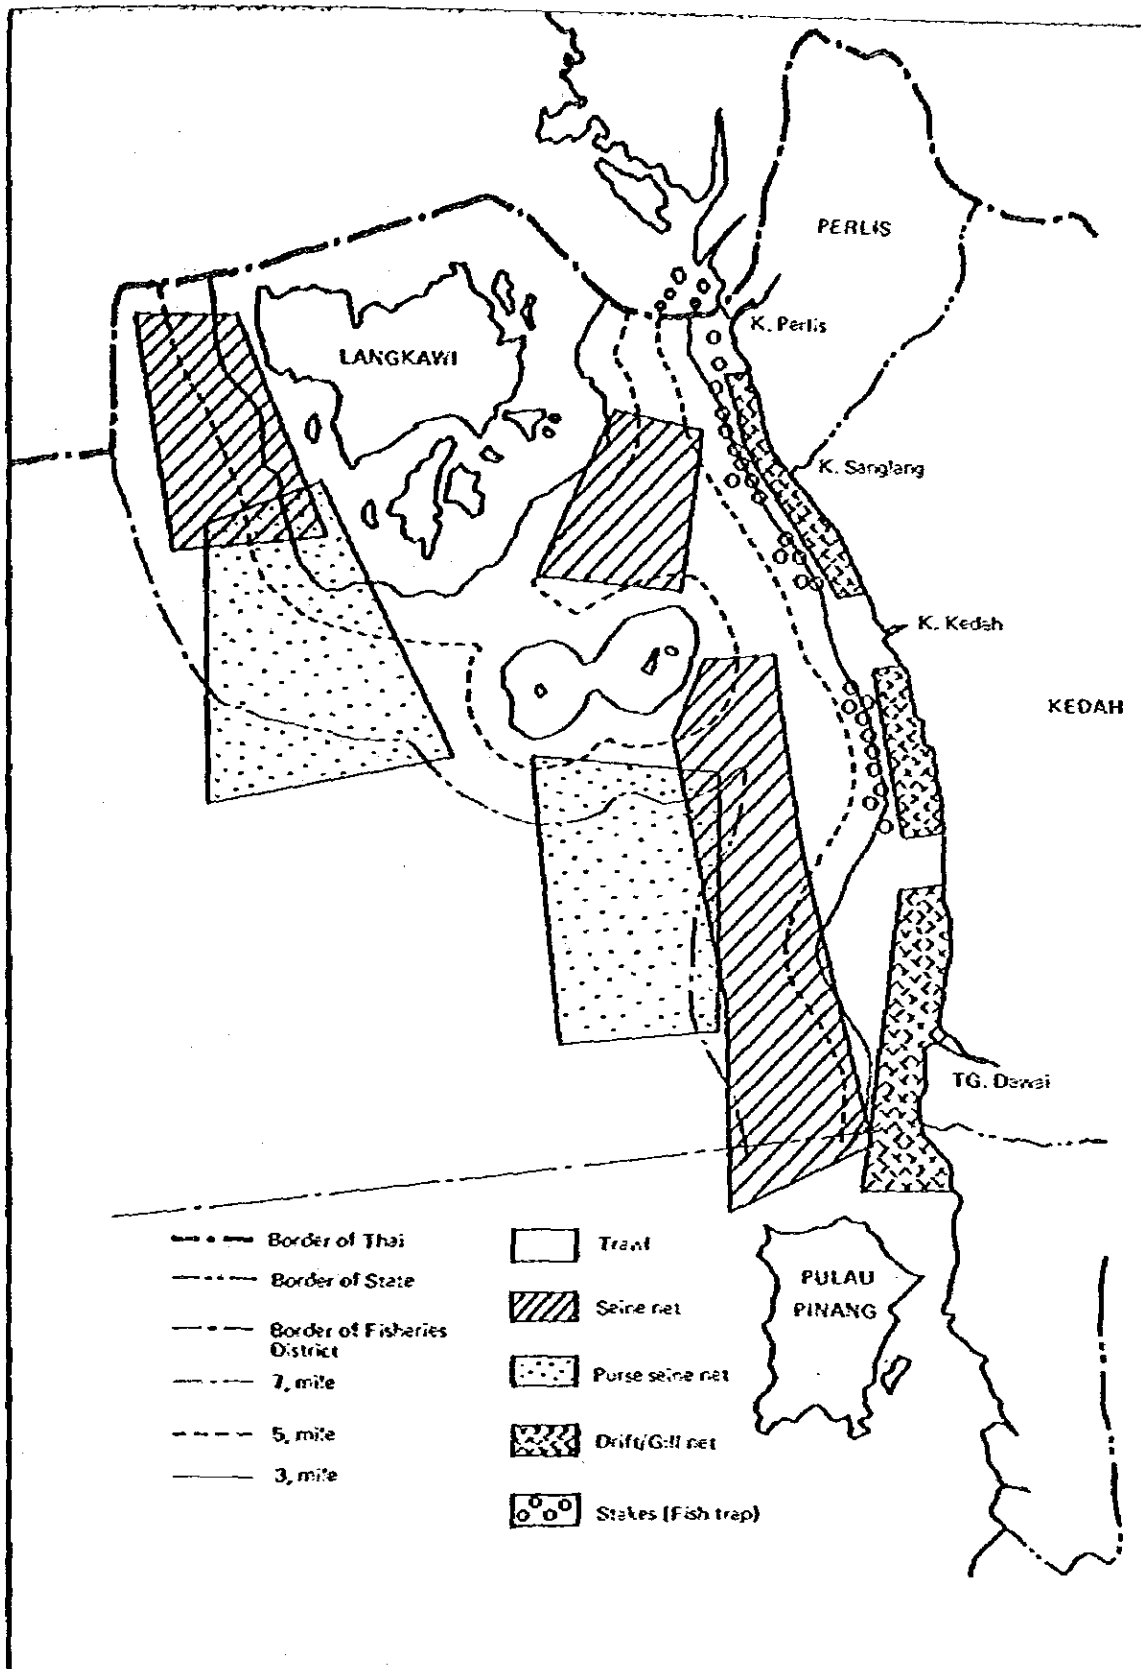 PERLIS
K. Perlis
LANGKAWI
K. Sanglang
K. Kedah
KEDAH
TG. Dawai
Border of Thai
Border of State
Border of Fisheries
District
7, mile
5, mile
3, mile
Trawl
Seine net
Purse seine net
Drift/Gill net
Stakes (Fish trap)
PULAU
PINANG